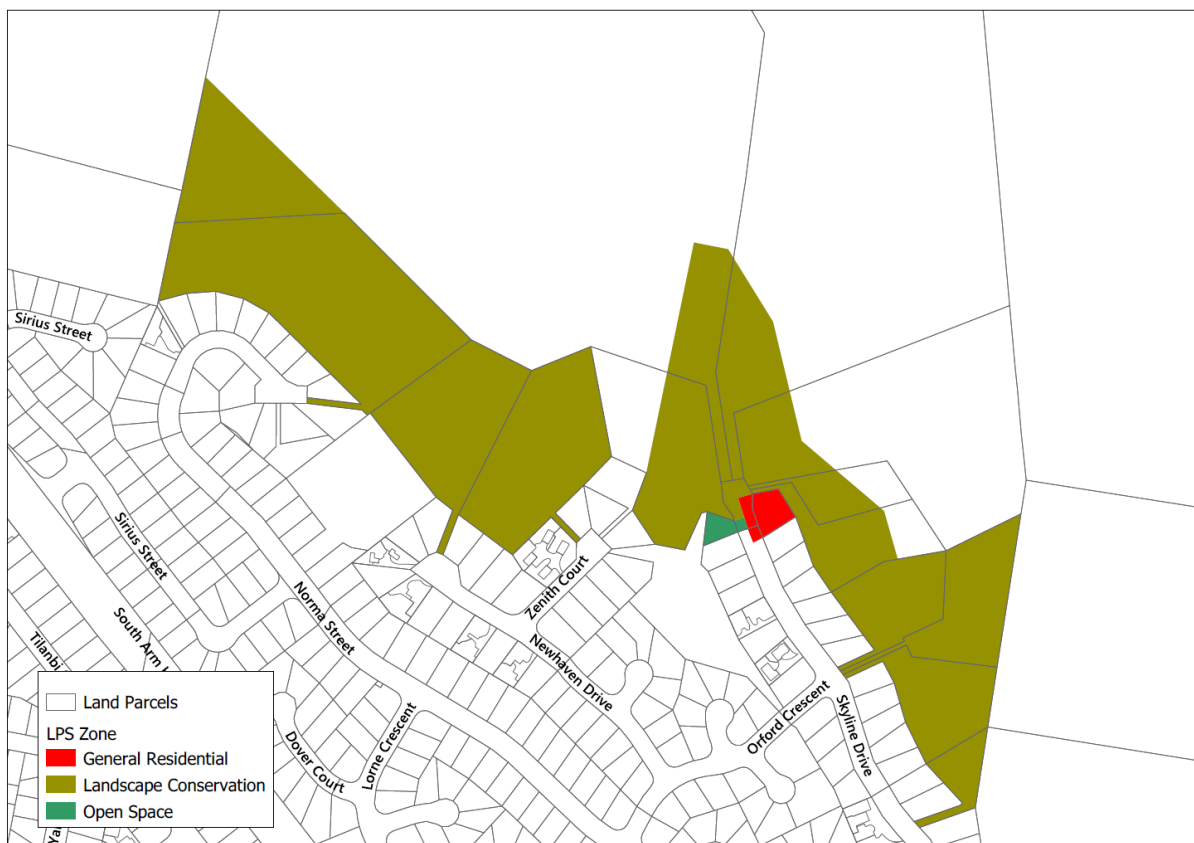 Sirius Street
Sirius Street
South Arm
Norma Street
Zenith Court
Newhaven Drive
Orford Crescent
Skyline Drive
Lorne Crescent
Dover Court
Land Parcels
LPS Zone
General Residential
Landscape Conservation
Open Space